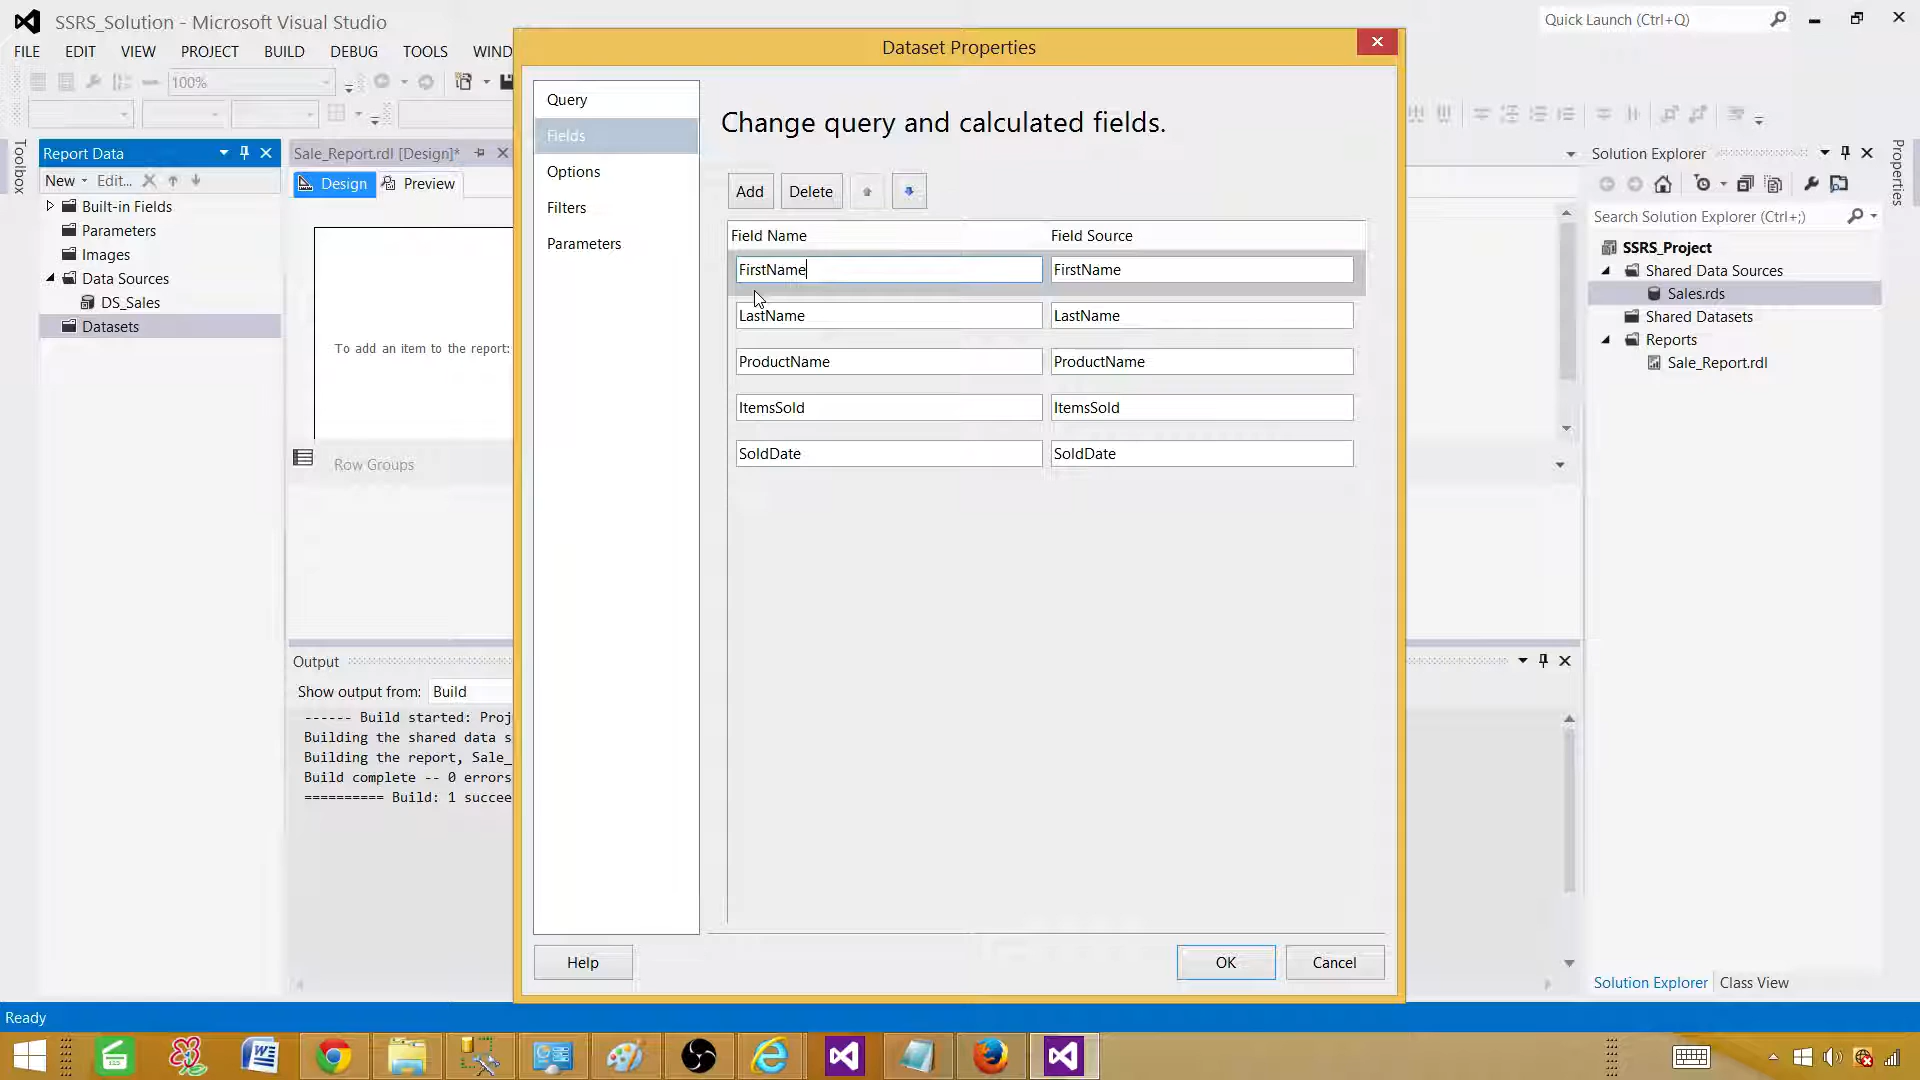 SSRS_Solution - Microsoft Visual Studio
Quick Launch (Ctrl+Q)
FILE EDIT VIEW PROJECT BUILD DEBUG TOOLS WIND
100%
Toolbox
Report Data
New Edit...
Built-in Fields
Parameters
Images
Data Sources
DS_Sales
Datasets
Sale_Report.rdl [Design]*
Design Preview
To add an item to the report:
Row Groups
Output
Show output from: Build
------ Build started: Proj
Building the shared data s
Building the report, Sale_
Build complete -- 0 errors
========== Build: 1 succee
Dataset Properties
Query
Fields
Options
Filters
Parameters
Change query and calculated fields.
Add Delete
Field Name Field Source
FirstName FirstName
LastName LastName
ProductName ProductName
ItemsSold ItemsSold
SoldDate SoldDate
Help OK Cancel
Solution Explorer
Search Solution Explorer (Ctrl+;)
SSRS_Project
Shared Data Sources
Sales.rds
Shared Datasets
Reports
Sale_Report.rdl
Solution Explorer Class View
Properties
Ready